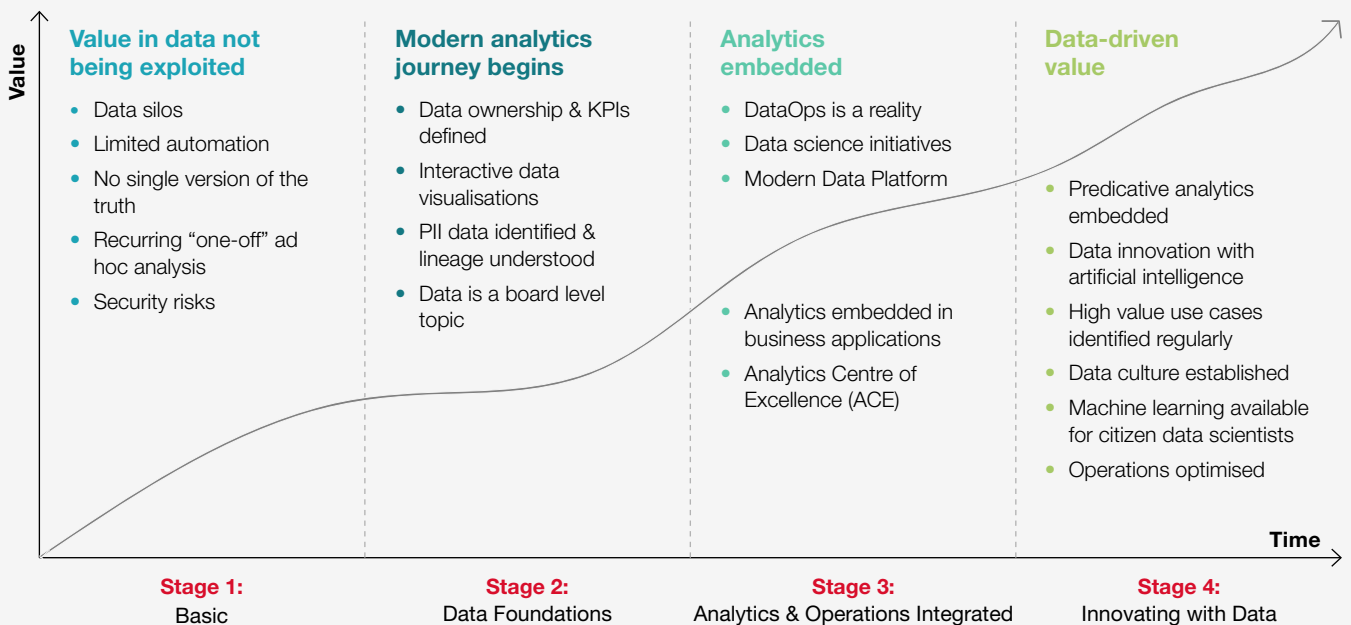 Value
Value in data not
being exploited
Data silos
Limited automation
No single version of the
truth
Recurring “one-off” ad
hoc analysis
Security risks
Modern analytics
journey begins
Data ownership & KPIs
defined
Interactive data
visualisations
PII data identified &
lineage understood
Data is a board level
topic
Analytics
embedded
DataOps is a reality
Data science initiatives
Modern Data Platform
Analytics embedded in
business applications
Analytics Centre of
Excellence (ACE)
Data-driven
value
Predicative analytics
embedded
Data innovation with
artificial intelligence
High value use cases
identified regularly
Data culture established
Machine learning available
for citizen data scientists
Operations optimised
Time
Stage 1:
Basic
Stage 2:
Data Foundations
Stage 3:
Analytics & Operations Integrated
Stage 4:
Innovating with Data